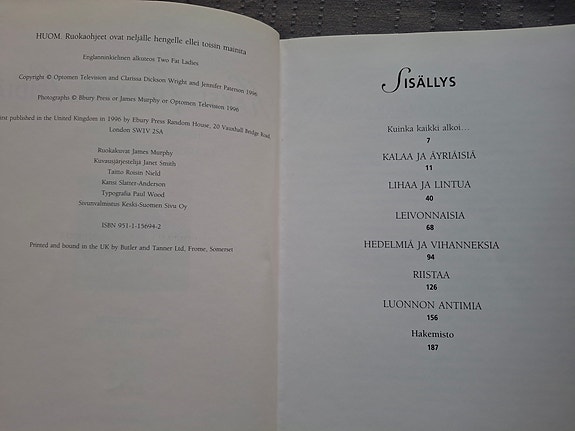 HUOM. Ruokaohjeet ovat neljälle hengelle ellei toisin mainita
Englanninkielinen alkuteos Two Fat Ladies
Copyright © Optomen Television and Clarissa Dickson Wright and Jennifer Paterson 1996
Photographs © Ebury Press or James Murphy or Optomen Television 1996
published in the United Kingdom in 1996 by Ebury Press Random House, 20 Vauxhall Bridge Road,
London SW1V 2SA
Ruokakuvat James Murphy
Kuvausjärjestelijä Janet Smith
Taitto Roisin Nield
Kansi Slatter-Anderson
Typografia Paul Wood
Sivunvalmistus Keski-Suomen Sivu Oy
ISBN 951-1-15694-2
Printed and bound in the UK by Butler and Tanner Ltd, Frome, Somerset
SISÄLLYS
Kuinka kaikki alkoi...
7
KALAA JA ÄYRIÄISIÄ
11
LIHAA JA LINTUA
40
LEIVONNAISIA
68
HEDELMIÄ JA VIHANNEKSIA
94
RIISTAA
126
LUONNON ANTIMIA
156
Hakemisto
187